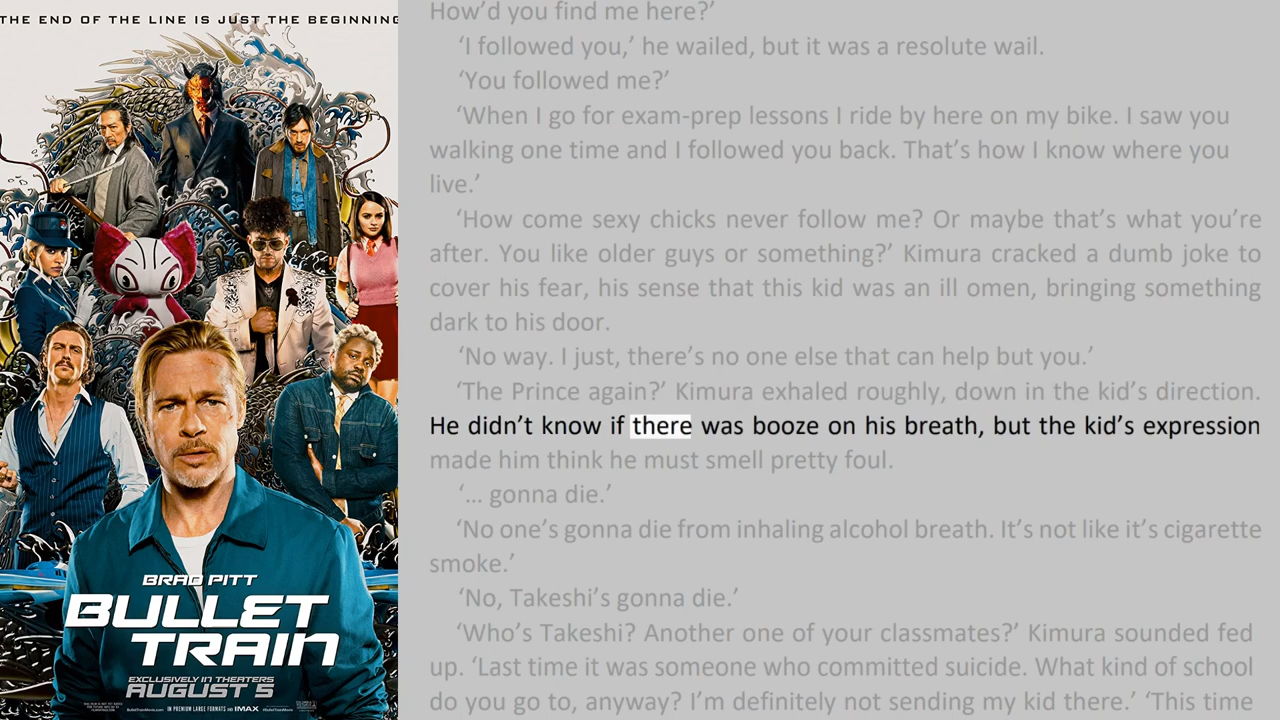 THE END OF THE LINE IS JUST THE BEGINNING
BRAD PITT
BULLET
TRAIN
EXCLUSIVELY IN THEATERS
AUGUST 5
BulletTrainMovie.com
IN PREMIUM LARGE FORMATS AND IMAX
#BulletTrainMovie
How’d you find me here?’
‘I followed you,’ he wailed, but it was a resolute wail.
‘You followed me?’
‘When I go for exam-prep lessons I ride by here on my bike. I saw you
walking one time and I followed you back. That’s how I know where you
live.’
‘How come sexy chicks never follow me? Or maybe that’s what you’re
after. You like older guys or something?’ Kimura cracked a dumb joke to
cover his fear, his sense that this kid was an ill omen, bringing something
dark to his door.
‘No way. I just, there’s no one else that can help but you.’
‘The Prince again?’ Kimura exhaled roughly, down in the kid’s direction.
He didn’t know if there was booze on his breath, but the kid’s expression
made him think he must smell pretty foul.
‘… gonna die.’
‘No one’s gonna die from inhaling alcohol breath. It’s not like it’s cigarette
smoke.’
‘No, Takeshi’s gonna die.’
‘Who’s Takeshi? Another one of your classmates?’ Kimura sounded fed
up. ‘Last time it was someone who committed suicide. What kind of school
do you go to, anyway? Man, I’m not sending my kid there.’ ‘This time